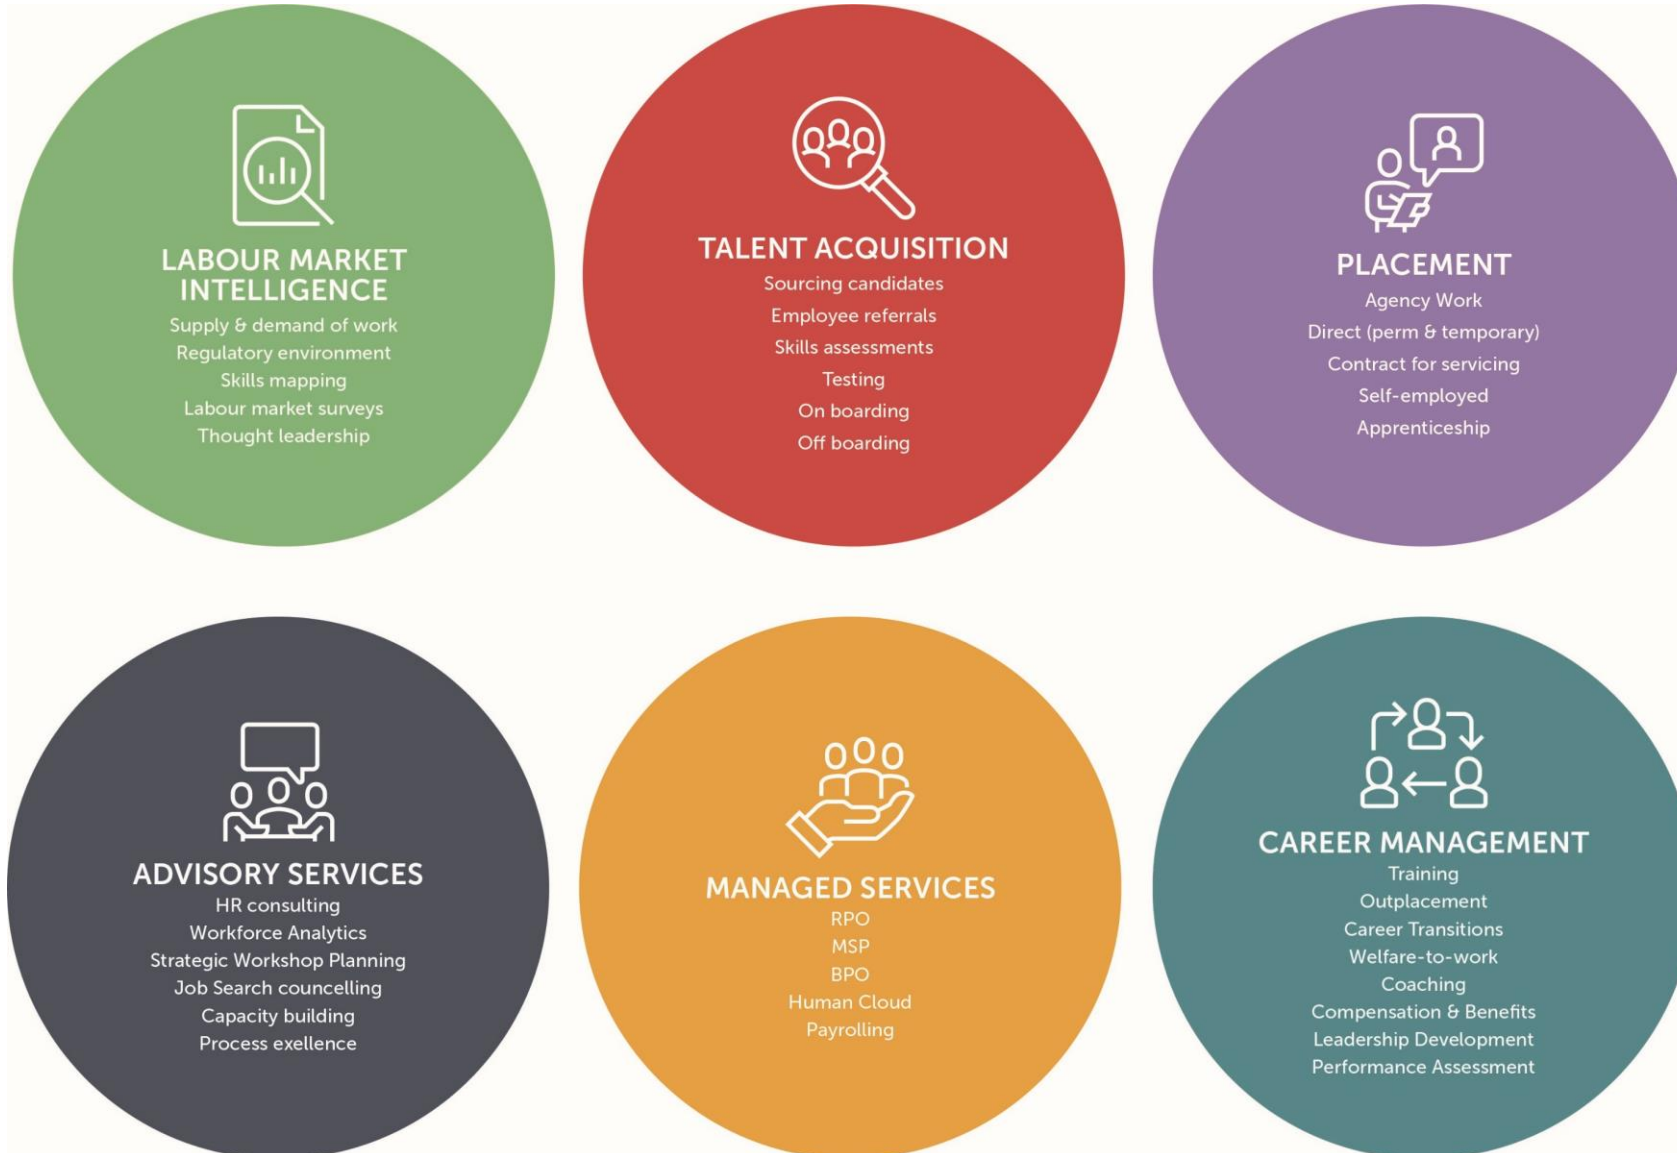 LABOUR MARKET
INTELLIGENCE
Supply & demand of work
Regulatory environment
Skills mapping
Labour market surveys
Thought leadership
TALENT ACQUISITION
Sourcing candidates
Employee referrals
Skills assessments
Testing
On boarding
Off boarding
PLACEMENT
Agency Work
Direct (perm & temporary)
Contract for servicing
Self-employed
Apprenticeship
ADVISORY SERVICES
HR consulting
Workforce Analytics
Strategic Workshop Planning
Job Search councelling
Capacity building
Process exellence
MANAGED SERVICES
RPO
MSP
BPO
Human Cloud
Payrolling
CAREER MANAGEMENT
Training
Outplacement
Career Transitions
Welfare-to-work
Coaching
Compensation & Benefits
Leadership Development
Performance Assessment